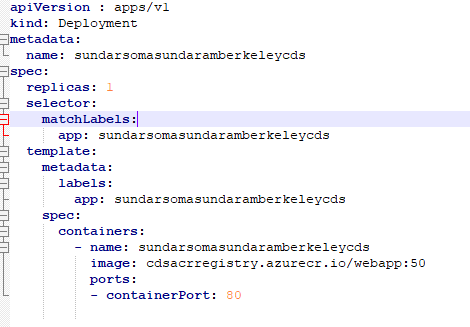 apiVersion : apps/v1
kind: Deployment
metadata:
  name: sundarsomasundaramberkeleycds
spec:
  replicas: 1
  selector:
    matchLabels:
      app: sundarsomasundaramberkeleycds
  template:
    metadata:
      labels:
        app: sundarsomasundaramberkeleycds
    spec:
      containers:
        - name: sundarsomasundaramberkeleycds
          image: cdsacrregistry.azurecr.io/webapp:50
          ports:
          - containerPort: 80